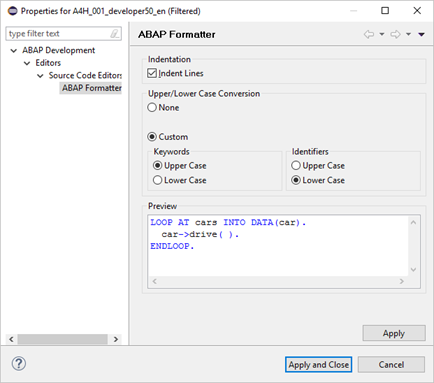 Properties for A4H_001_developer50_en (Filtered)
type filter text
ABAP Development
Editors
Source Code Editors
ABAP Formatter
ABAP Formatter
Indentation
Indent Lines
Upper/Lower Case Conversion
None
Custom
Keywords
Upper Case
Lower Case
Identifiers
Upper Case
Lower Case
Preview
LOOP AT cars INTO DATA(car).
car->drive( ).
ENDLOOP.
Apply
?
Apply and Close
Cancel